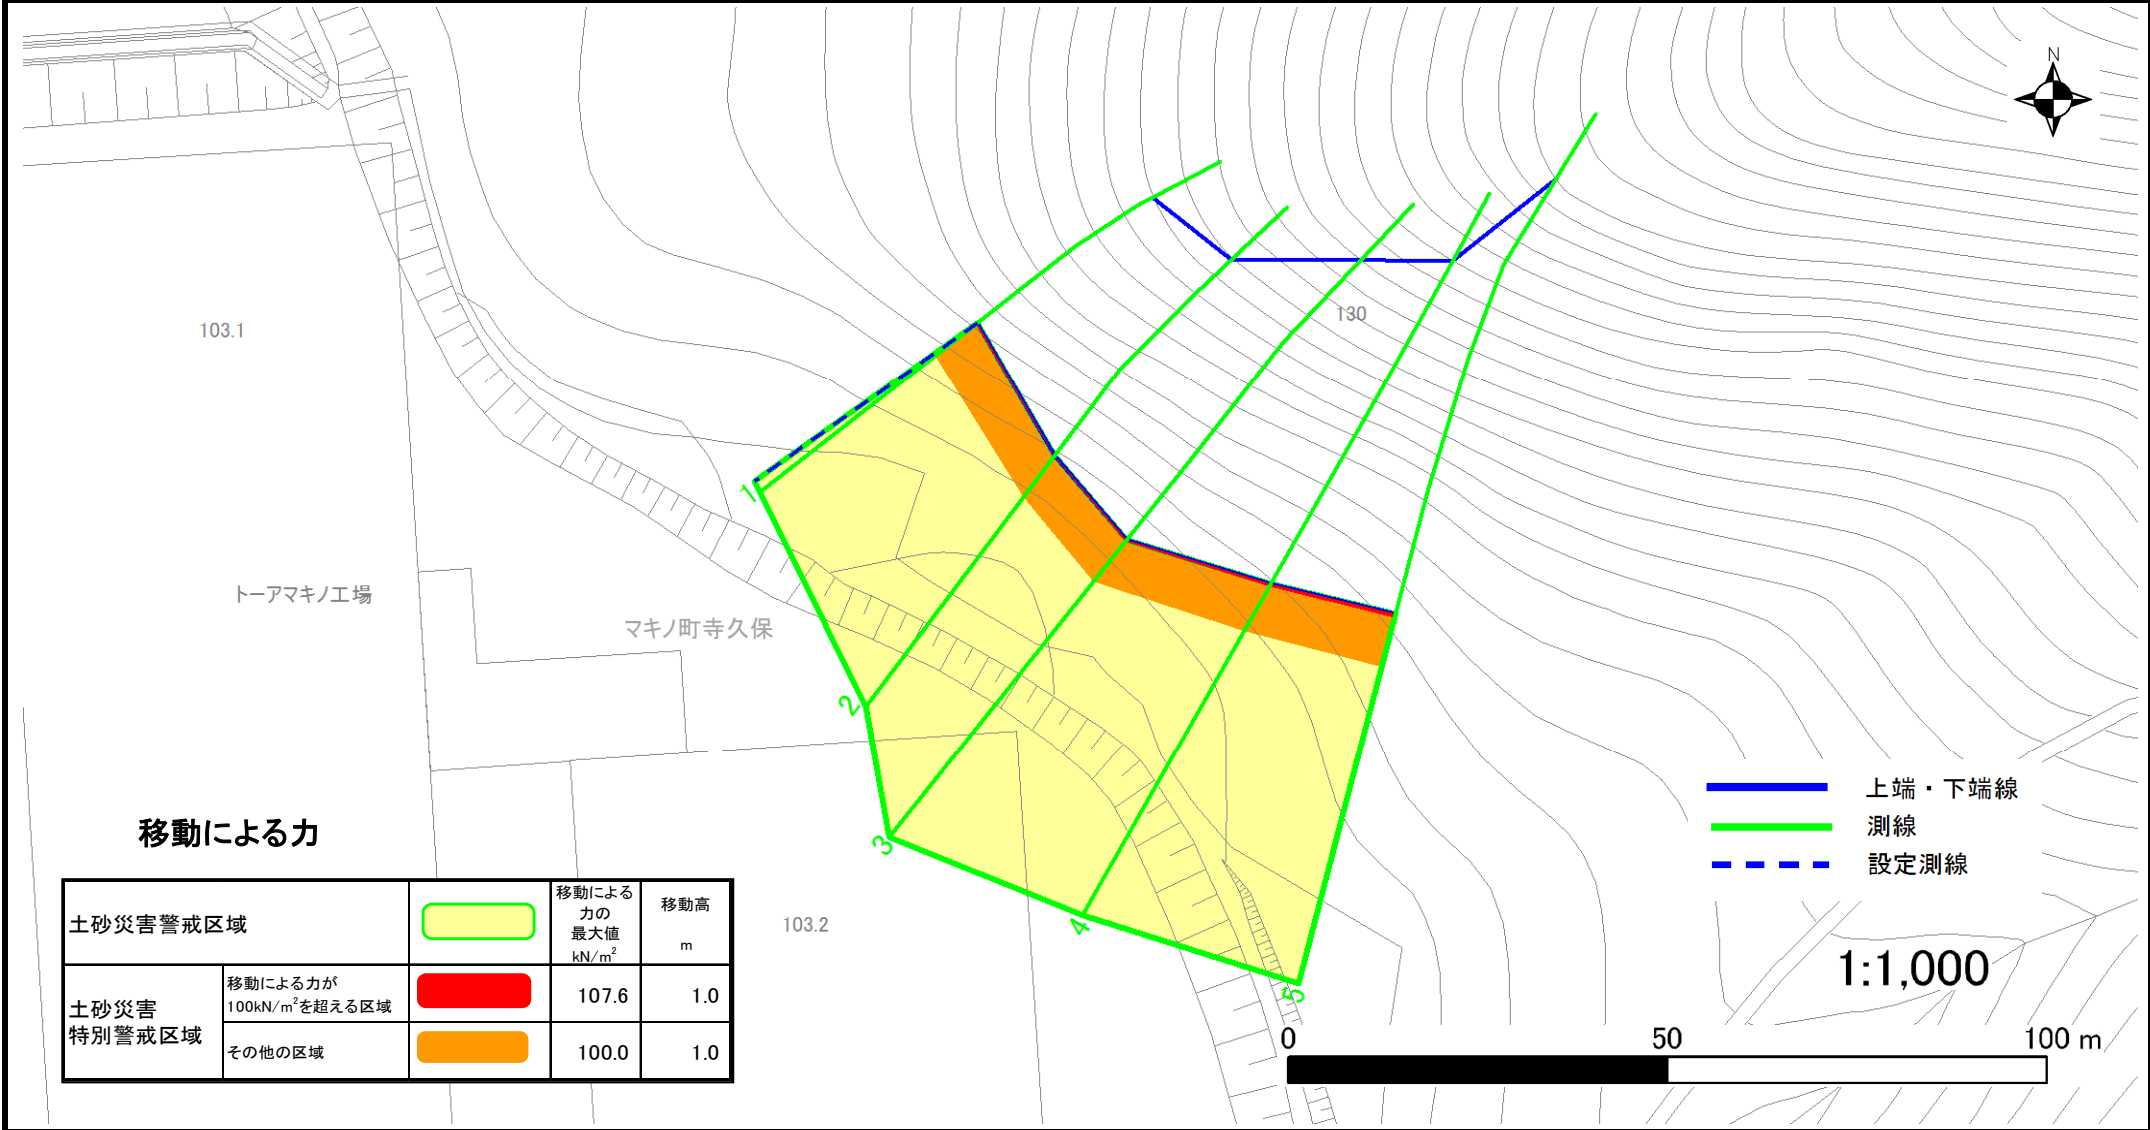 N
130
103.1
トーアマキノ工場
マキノ町寺久保
1
2
3
4
5
103.2
上端・下端線
測線
設定測線
1:1,000
0 50 100 m
移動による力
土砂災害警戒区域
移動による
力の
最大値
kN/m²
移動高
m
土砂災害
特別警戒区域
移動による力が
100kN/m²を超える区域
107.6 1.0
その他の区域
100.0 1.0